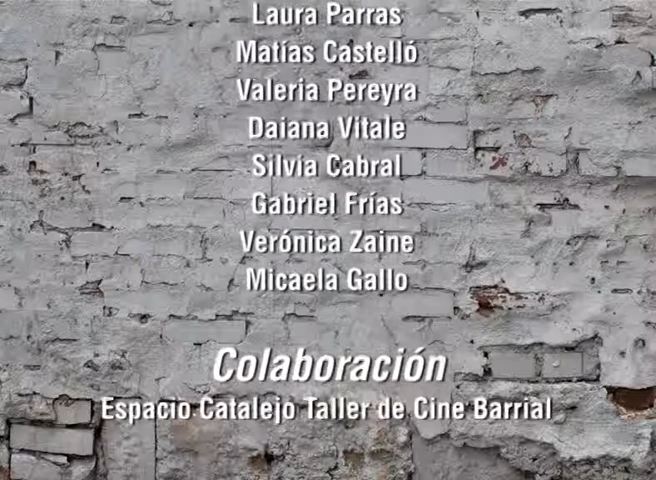 Laura Parras
Matías Castelló
Valeria Pereyra
Daiana Vitale
Silvia Cabral
Gabriel Frías
Verónica Zaine
Micaela Gallo
Colaboración
Espacio Catalejo Taller de Cine Barrial